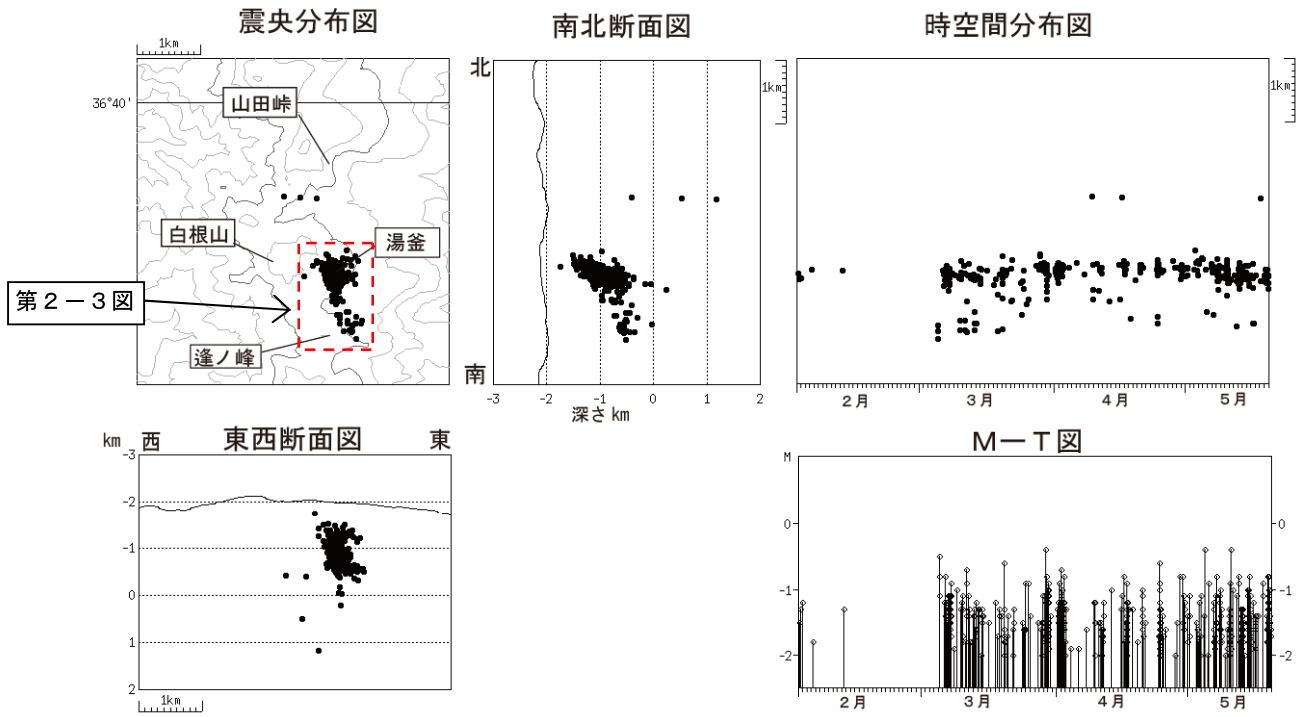 震央分布図
1km
36°40'
山田峠
白根山
湯釜
第２－３図
逢ノ峰
南北断面図
北
南
1km
-3 -2 -1 0 1 2
深さ km
時空間分布図
1km
2月 3月 4月 5月
東西断面図
km 西 東
-3
-2
-1
0
1
2
1km
M－T図
M
0 0
-1 -1
-2 -2
2月 3月 4月 5月